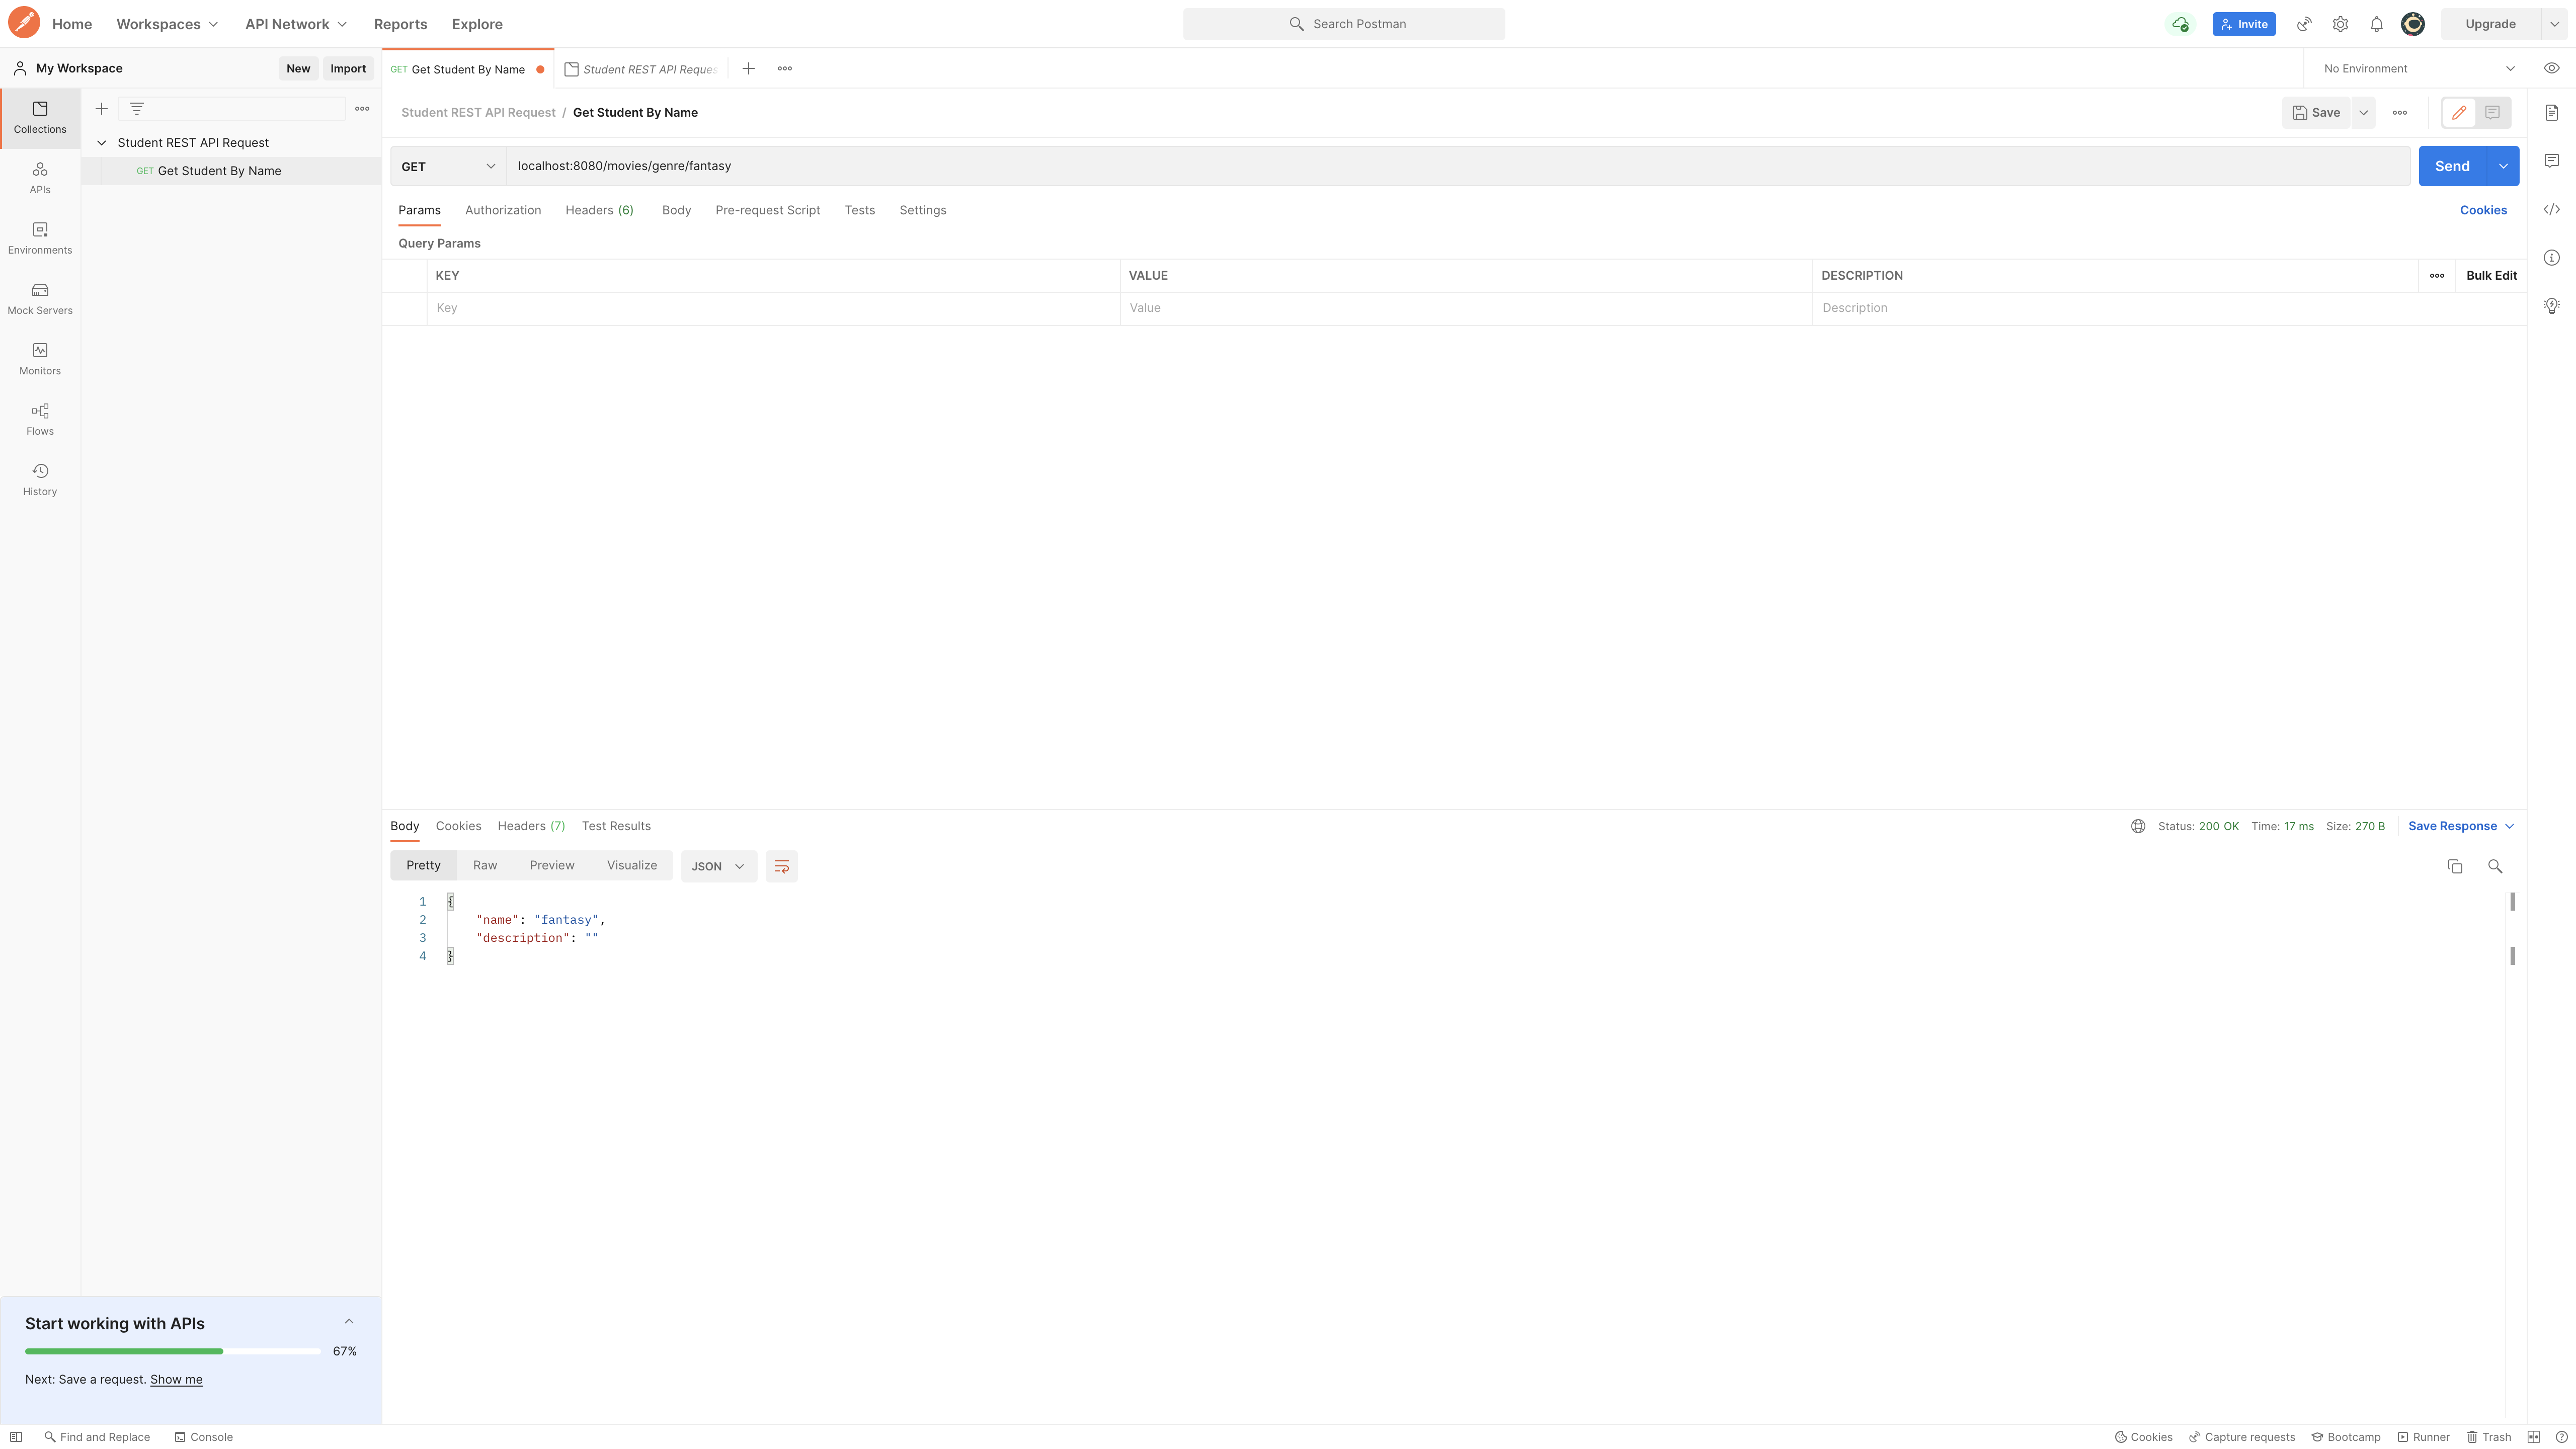 Home Workspaces API Network Reports Explore Search Postman Invite Upgrade
My Workspace New Import GET Get Student By Name Student REST API Reques No Environment
Collections
APIs
Environments
Mock Servers
Monitors
Flows
History
Student REST API Request
GET Get Student By Name
Student REST API Request / Get Student By Name Save
GET localhost:8080/movies/genre/fantasy Send
Params Authorization Headers (6) Body Pre-request Script Tests Settings Cookies
Query Params
KEY VALUE DESCRIPTION Bulk Edit
Key Value Description
Body Cookies Headers (7) Test Results Status: 200 OK Time: 17 ms Size: 270 B Save Response
Pretty Raw Preview Visualize JSON
1 {
2 "name": "fantasy",
3 "description": ""
4 }
Start working with APIs
67%
Next: Save a request. Show me
Find and Replace Console Cookies Capture requests Bootcamp Runner Trash